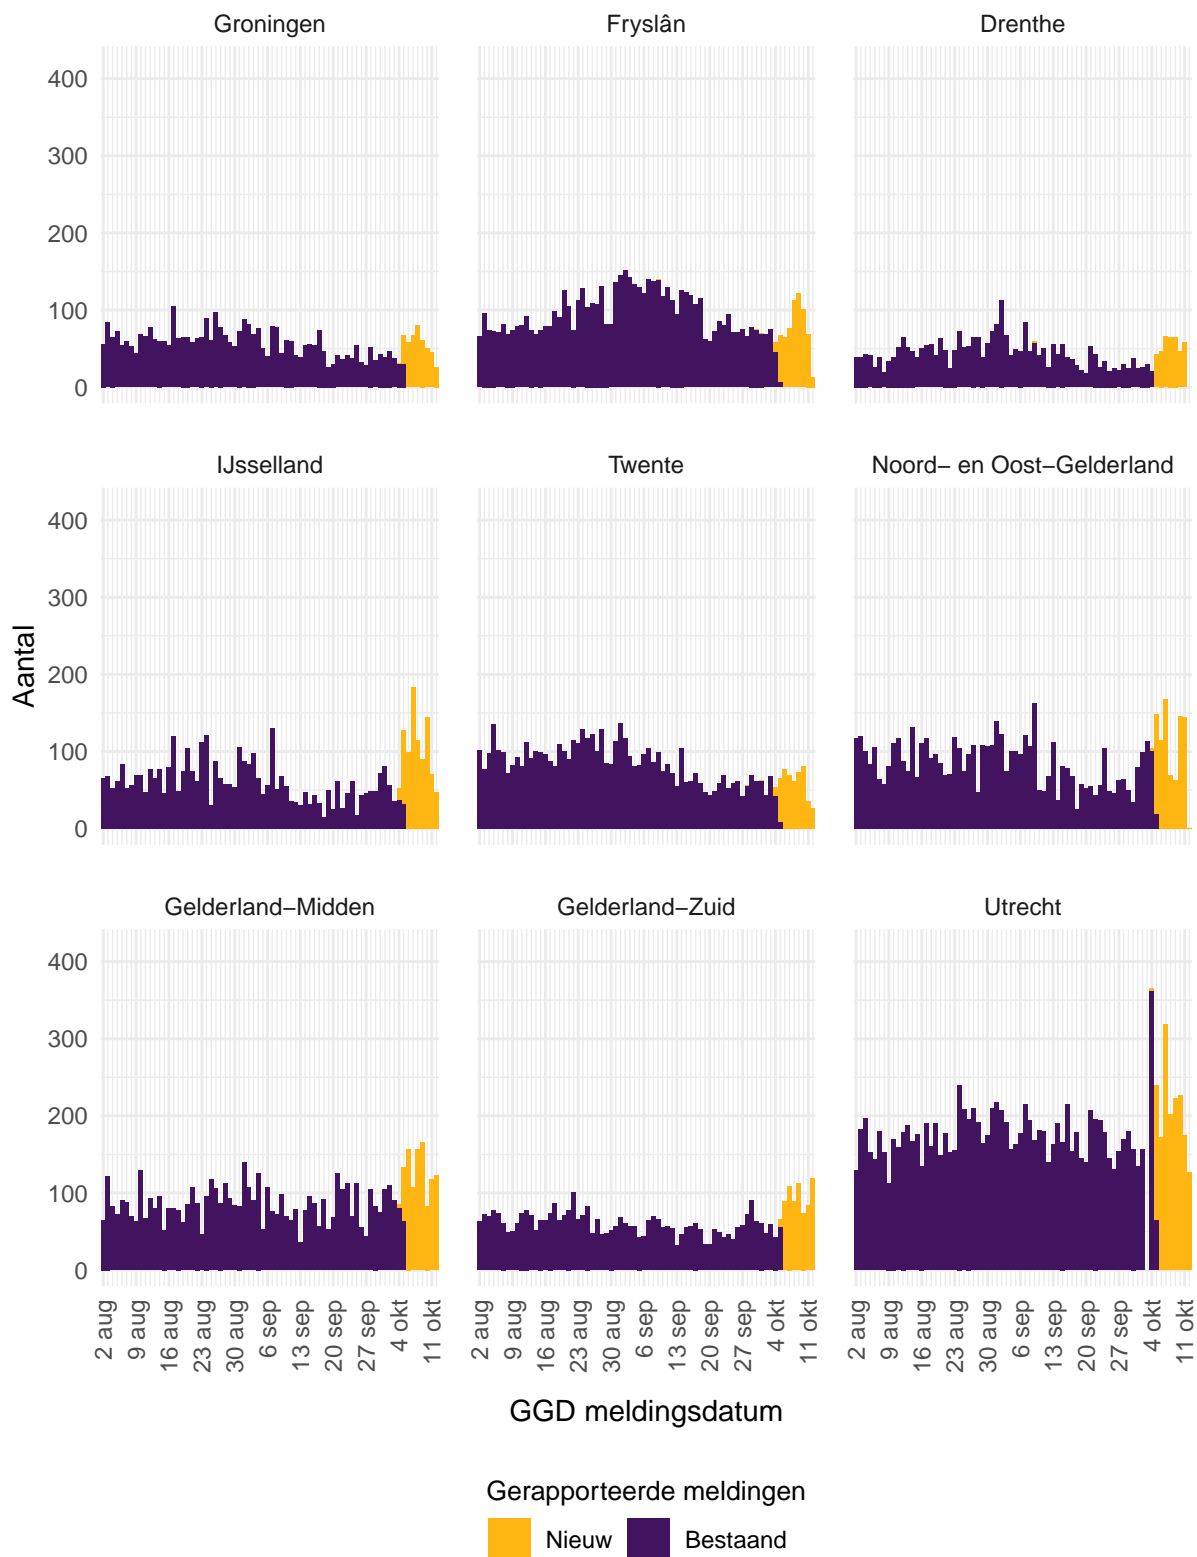 Groningen
Fryslân
Drenthe
400
300
200
100
0
IJsselland
Twente
Noord– en Oost–Gelderland
400
300
200
100
0
Aantal
Gelderland–Midden
Gelderland–Zuid
Utrecht
400
300
200
100
0
2 aug
9 aug
16 aug
23 aug
30 aug
6 sep
13 sep
20 sep
27 sep
4 okt
11 okt
2 aug
9 aug
16 aug
23 aug
30 aug
6 sep
13 sep
20 sep
27 sep
4 okt
11 okt
2 aug
9 aug
16 aug
23 aug
30 aug
6 sep
13 sep
20 sep
27 sep
4 okt
11 okt
GGD meldingsdatum
Gerapporteerde meldingen
Nieuw
Bestaand